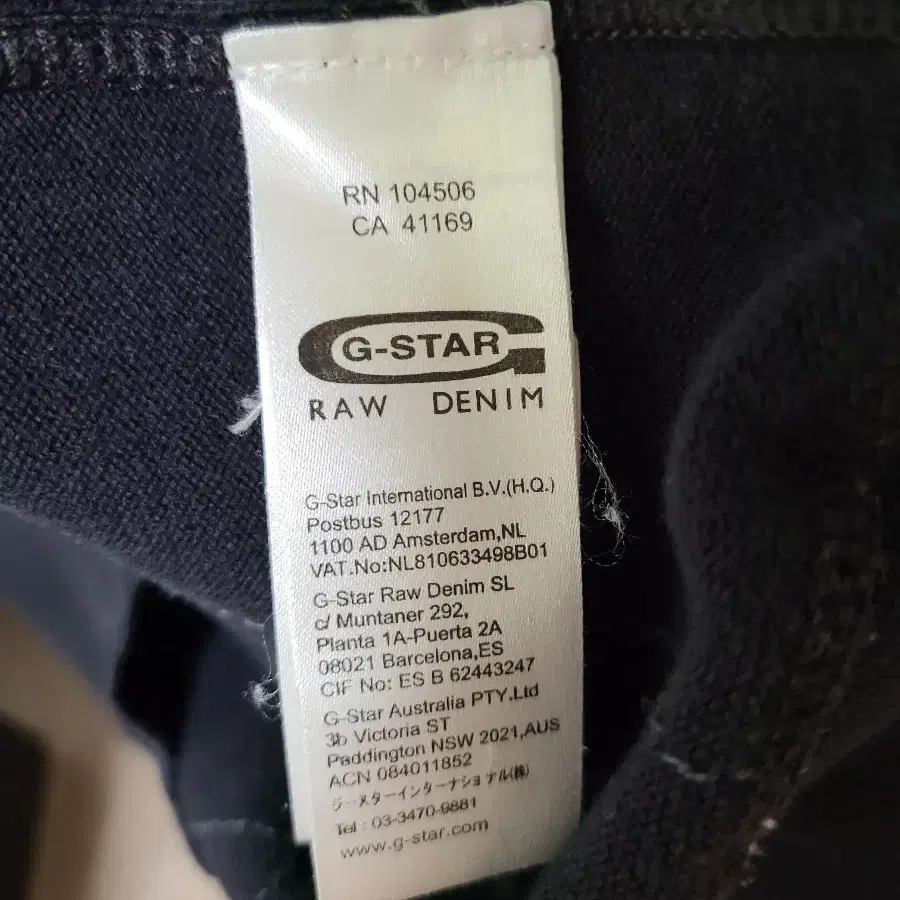 RN 104506
CA 41169
G-STAR
RAW DENIM
G-Star International B.V.(H.Q.)
Postbus 12177
1100 AD Amsterdam,NL
VAT.No:NL810633498B01
G-Star Raw Denim SL
c/ Muntaner 292,
Planta 1A-Puerta 2A
08021 Barcelona,ES
CIF No: ES B 62443247
G-Star Australia PTY.Ltd
3b Victoria ST
Paddington NSW 2021,AUS
ACN 084011852
ジースターインターナショナル(株)
Tel : 03-3470-9881
www.g-star.com